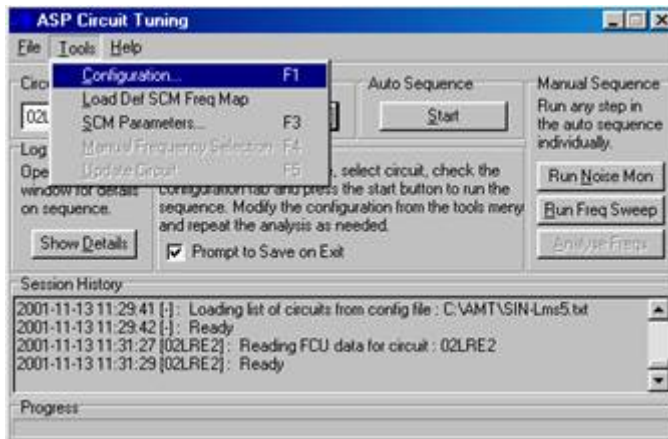 ASP Circuit Tuning
File Tools Help
Configuration... F1
Load Def SCM Freq Map
SCM Parameters... F3
Manual Frequency Selection F4
Update Circuit F5
Auto Sequence
Start
Manual Sequence
Run any step in
the auto sequence
individually.
Run Noise Mon
Run Freq Sweep
Analyse Freqs
Log
window for details
on sequence.
Show Details
, select circuit, check the
configuration tab and press the start button to run the
sequence. Modify the configuration from the tools menu
and repeat the analysis as needed.
Prompt to Save on Exit
Session History
2001-11-13 11:29:41 [-] : Loading list of circuits from config file : C:\AMT\SIN-Lms5.txt
2001-11-13 11:29:42 [-] : Ready
2001-11-13 11:31:27 [02LRE2] : Reading FCU data for circuit : 02LRE2
2001-11-13 11:31:29 [02LRE2] : Ready
Progress